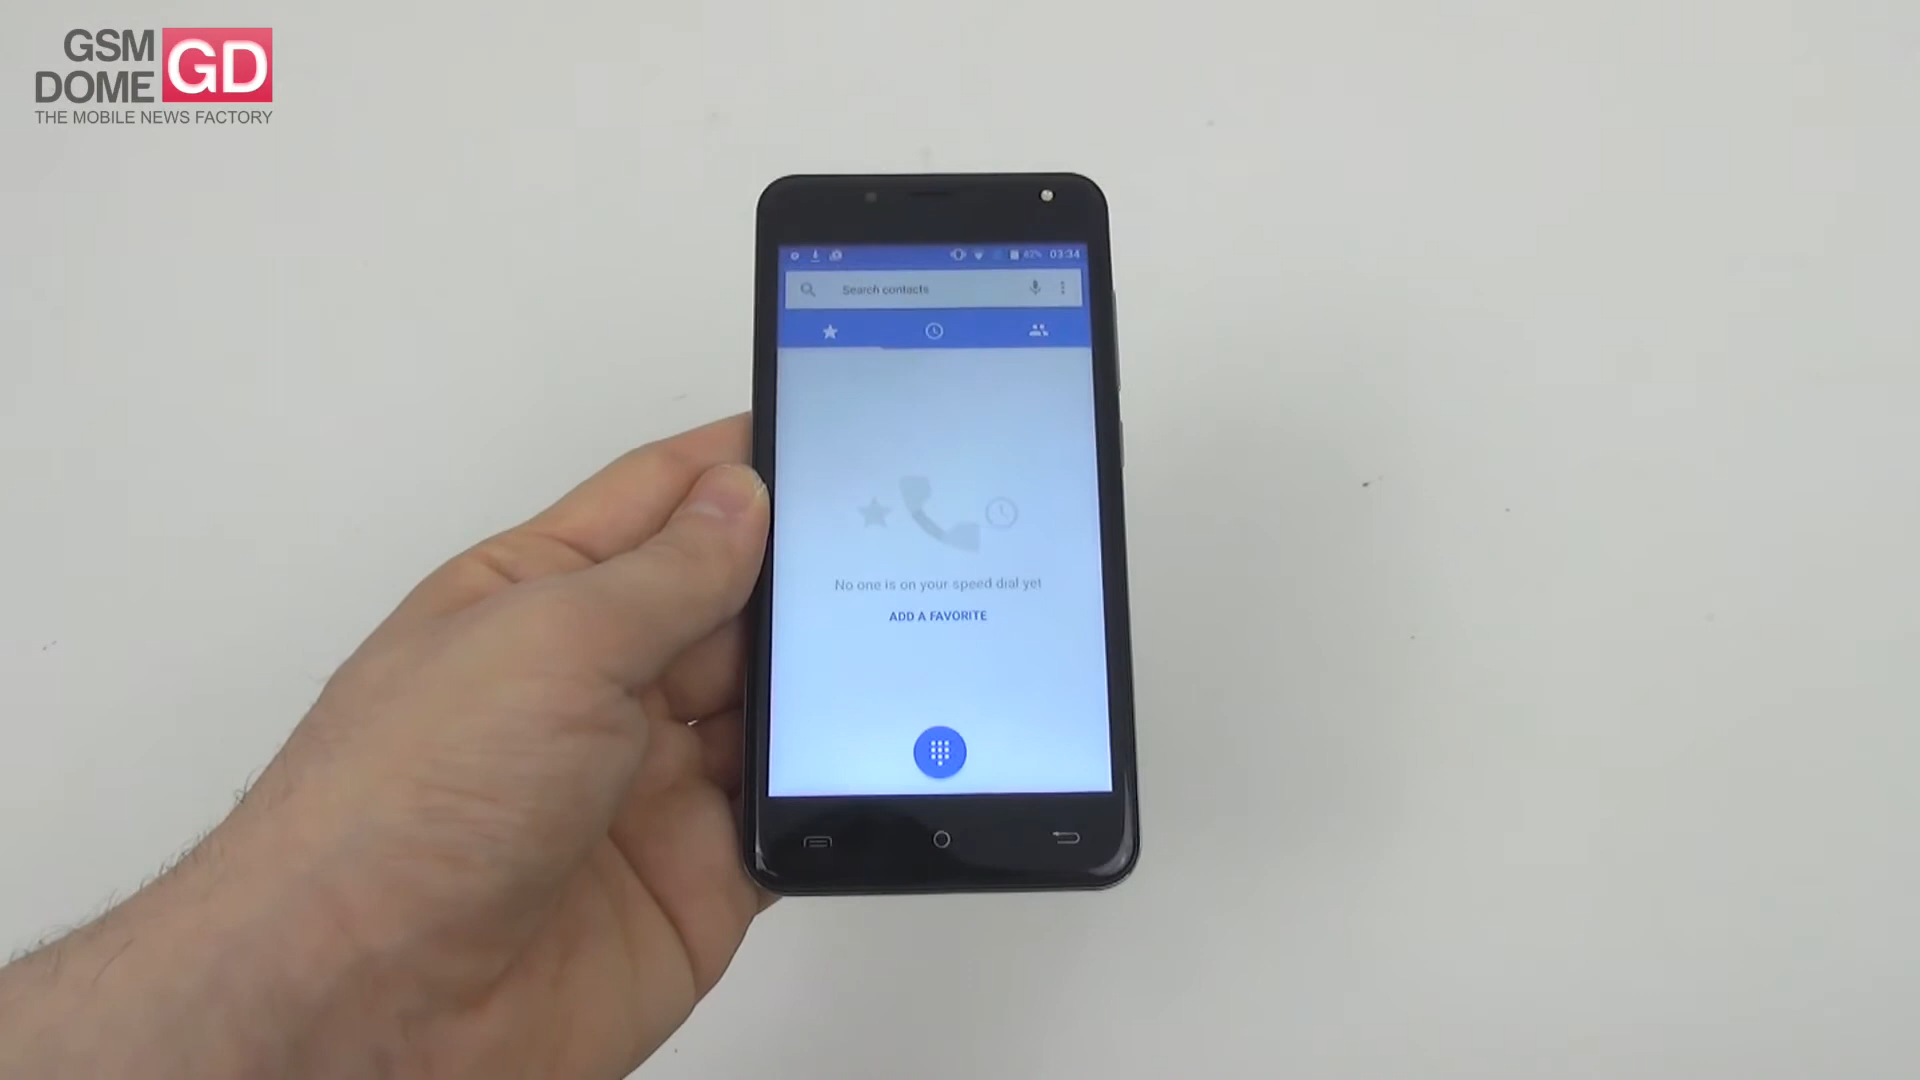 GSM
DOME
GD
THE MOBILE NEWS FACTORY
62% 03:34
Search contacts
No one is on your speed dial yet
ADD A FAVORITE